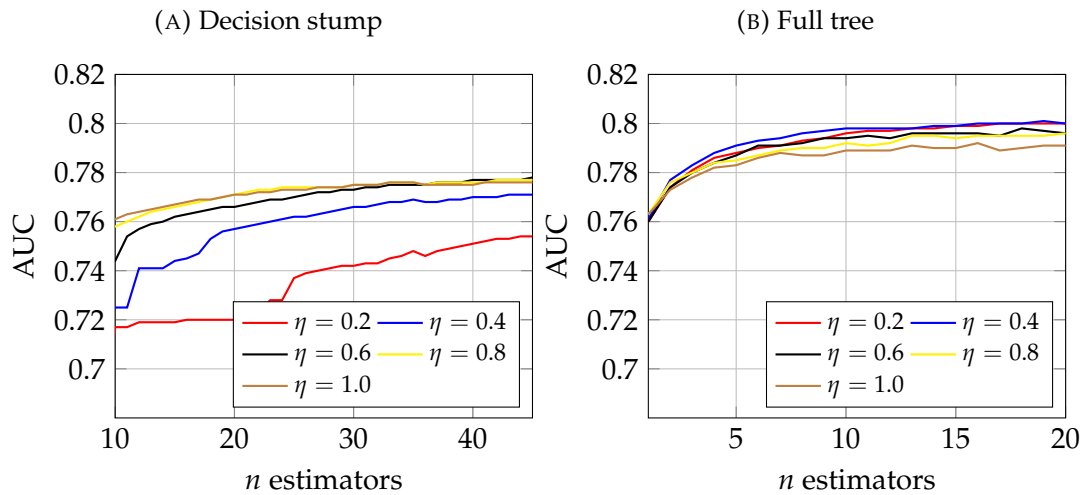 (A) Decision stump
0.82
0.8
0.78
0.76
0.74
0.72
0.7
AUC
10
20
30
40
n estimators
η = 0.2
η = 0.4
η = 0.6
η = 0.8
η = 1.0
(B) Full tree
0.82
0.8
0.78
0.76
0.74
0.72
0.7
AUC
5
10
15
20
n estimators
η = 0.2
η = 0.4
η = 0.6
η = 0.8
η = 1.0